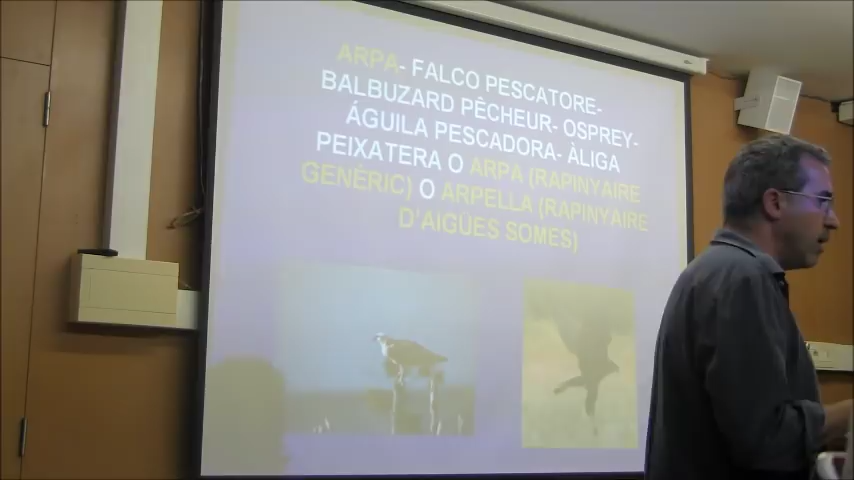 ARPA- FALCO PESCATORE-
BALBUZARD PÊCHEUR- OSPREY-
ÁGUILA PESCADORA- ÀLIGA
PEIXATERA O ARPA (RAPINYAIRE
GENÈRIC) O ARPELLA (RAPINYAIRE
D'AIGÜES SOMES)